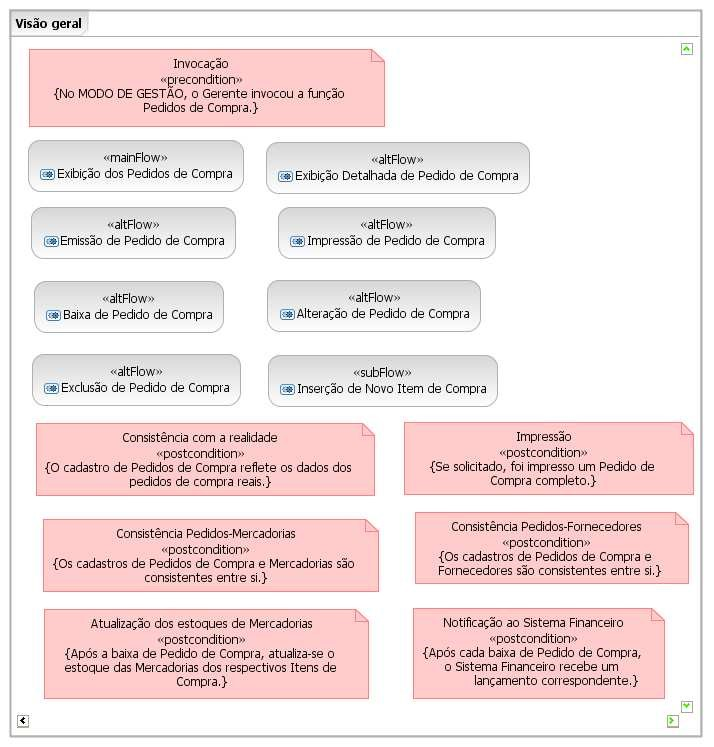 Visão geral
Invocação
«precondition»
{No MODO DE GESTÃO, o Gerente invocou a função
Pedidos de Compra.}
«mainFlow»
Exibição dos Pedidos de Compra
«altFlow»
Exibição Detalhada de Pedido de Compra
«altFlow»
Emissão de Pedido de Compra
«altFlow»
Impressão de Pedido de Compra
«altFlow»
Baixa de Pedido de Compra
«altFlow»
Alteração de Pedido de Compra
«altFlow»
Exclusão de Pedido de Compra
«subFlow»
Inserção de Novo Item de Compra
Consistência com a realidade
«postcondition»
{O cadastro de Pedidos de Compra reflete os dados dos
pedidos de compra reais.}
Impressão
«postcondition»
{Se solicitado, foi impresso um Pedido de
Compra completo.}
Consistência Pedidos-Mercadorias
«postcondition»
{Os cadastros de Pedidos de Compra e Mercadorias são
consistentes entre si.}
Consistência Pedidos-Fornecedores
«postcondition»
{Os cadastros de Pedidos de Compra e
Fornecedores são consistentes entre si.}
Atualização dos estoques de Mercadorias
«postcondition»
{Após a baixa de Pedido de Compra, atualiza-se o
estoque das Mercadorias dos respectivos Itens de
Compra.}
Notificação ao Sistema Financeiro
«postcondition»
{Após cada baixa de Pedido de Compra,
o Sistema Financeiro recebe um
lançamento correspondente.}